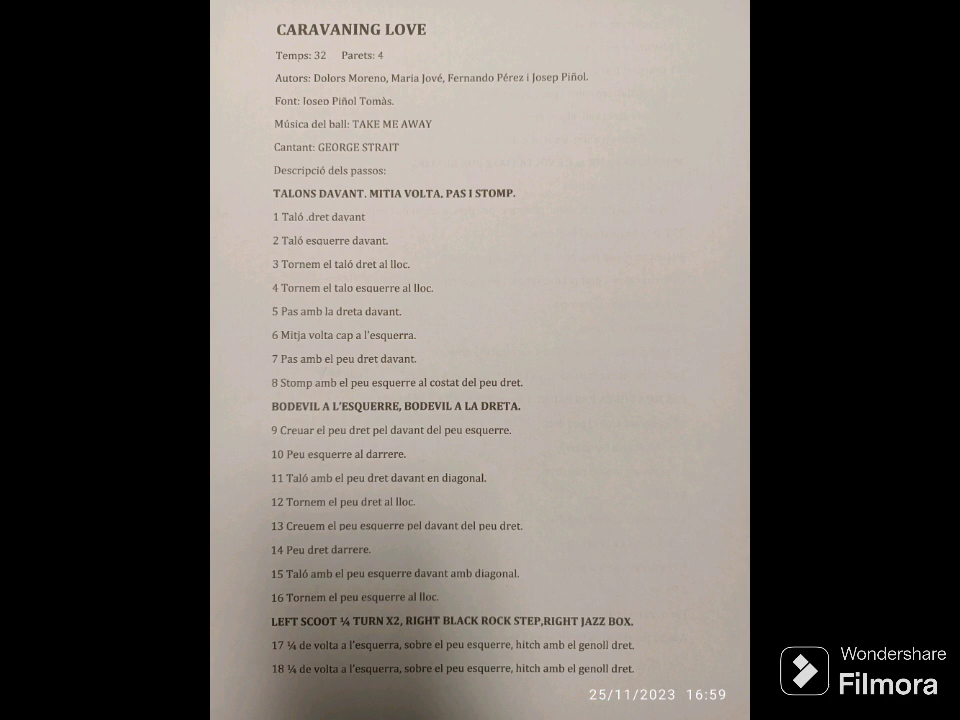 CARAVANING LOVE
Temps: 32 Parets: 4
Autors: Dolors Moreno, Maria Jové, Fernando Pérez i Josep Piñol.
Font: Josep Piñol Tomàs.
Música del ball: TAKE ME AWAY
Cantant: GEORGE STRAIT
Descripció dels passos:
TALONS DAVANT. MITIA VOLTA. PAS I STOMP.
1 Taló .dret davant
2 Taló esquerre davant.
3 Tornem el taló dret al lloc.
4 Tornem el talo esquerre al lloc.
5 Pas amb la dreta davant.
6 Mitja volta cap a l'esquerra.
7 Pas amb el peu dret davant.
8 Stomp amb el peu esquerre al costat del peu dret.
BODEVIL A L'ESQUERRE, BODEVIL A LA DRETA.
9 Creuar el peu dret pel davant del peu esquerre.
10 Peu esquerre al darrere.
11 Taló amb el peu dret davant en diagonal.
12 Tornem el peu dret al lloc.
13 Creuem el peu esquerre pel davant del peu dret.
14 Peu dret darrere.
15 Taló amb el peu esquerre davant amb diagonal.
16 Tornem el peu esquerre al lloc.
LEFT SCOOT ¼ TURN X2, RIGHT BLACK ROCK STEP,RIGHT JAZZ BOX.
17 ¼ de volta a l'esquerra, sobre el peu esquerre, hitch amb el genoll dret.
18 ¼ de volta a l'esquerra, sobre el peu esquerre, hitch amb el genoll dret.
25/11/2023 16:59
Wondershare
Filmora